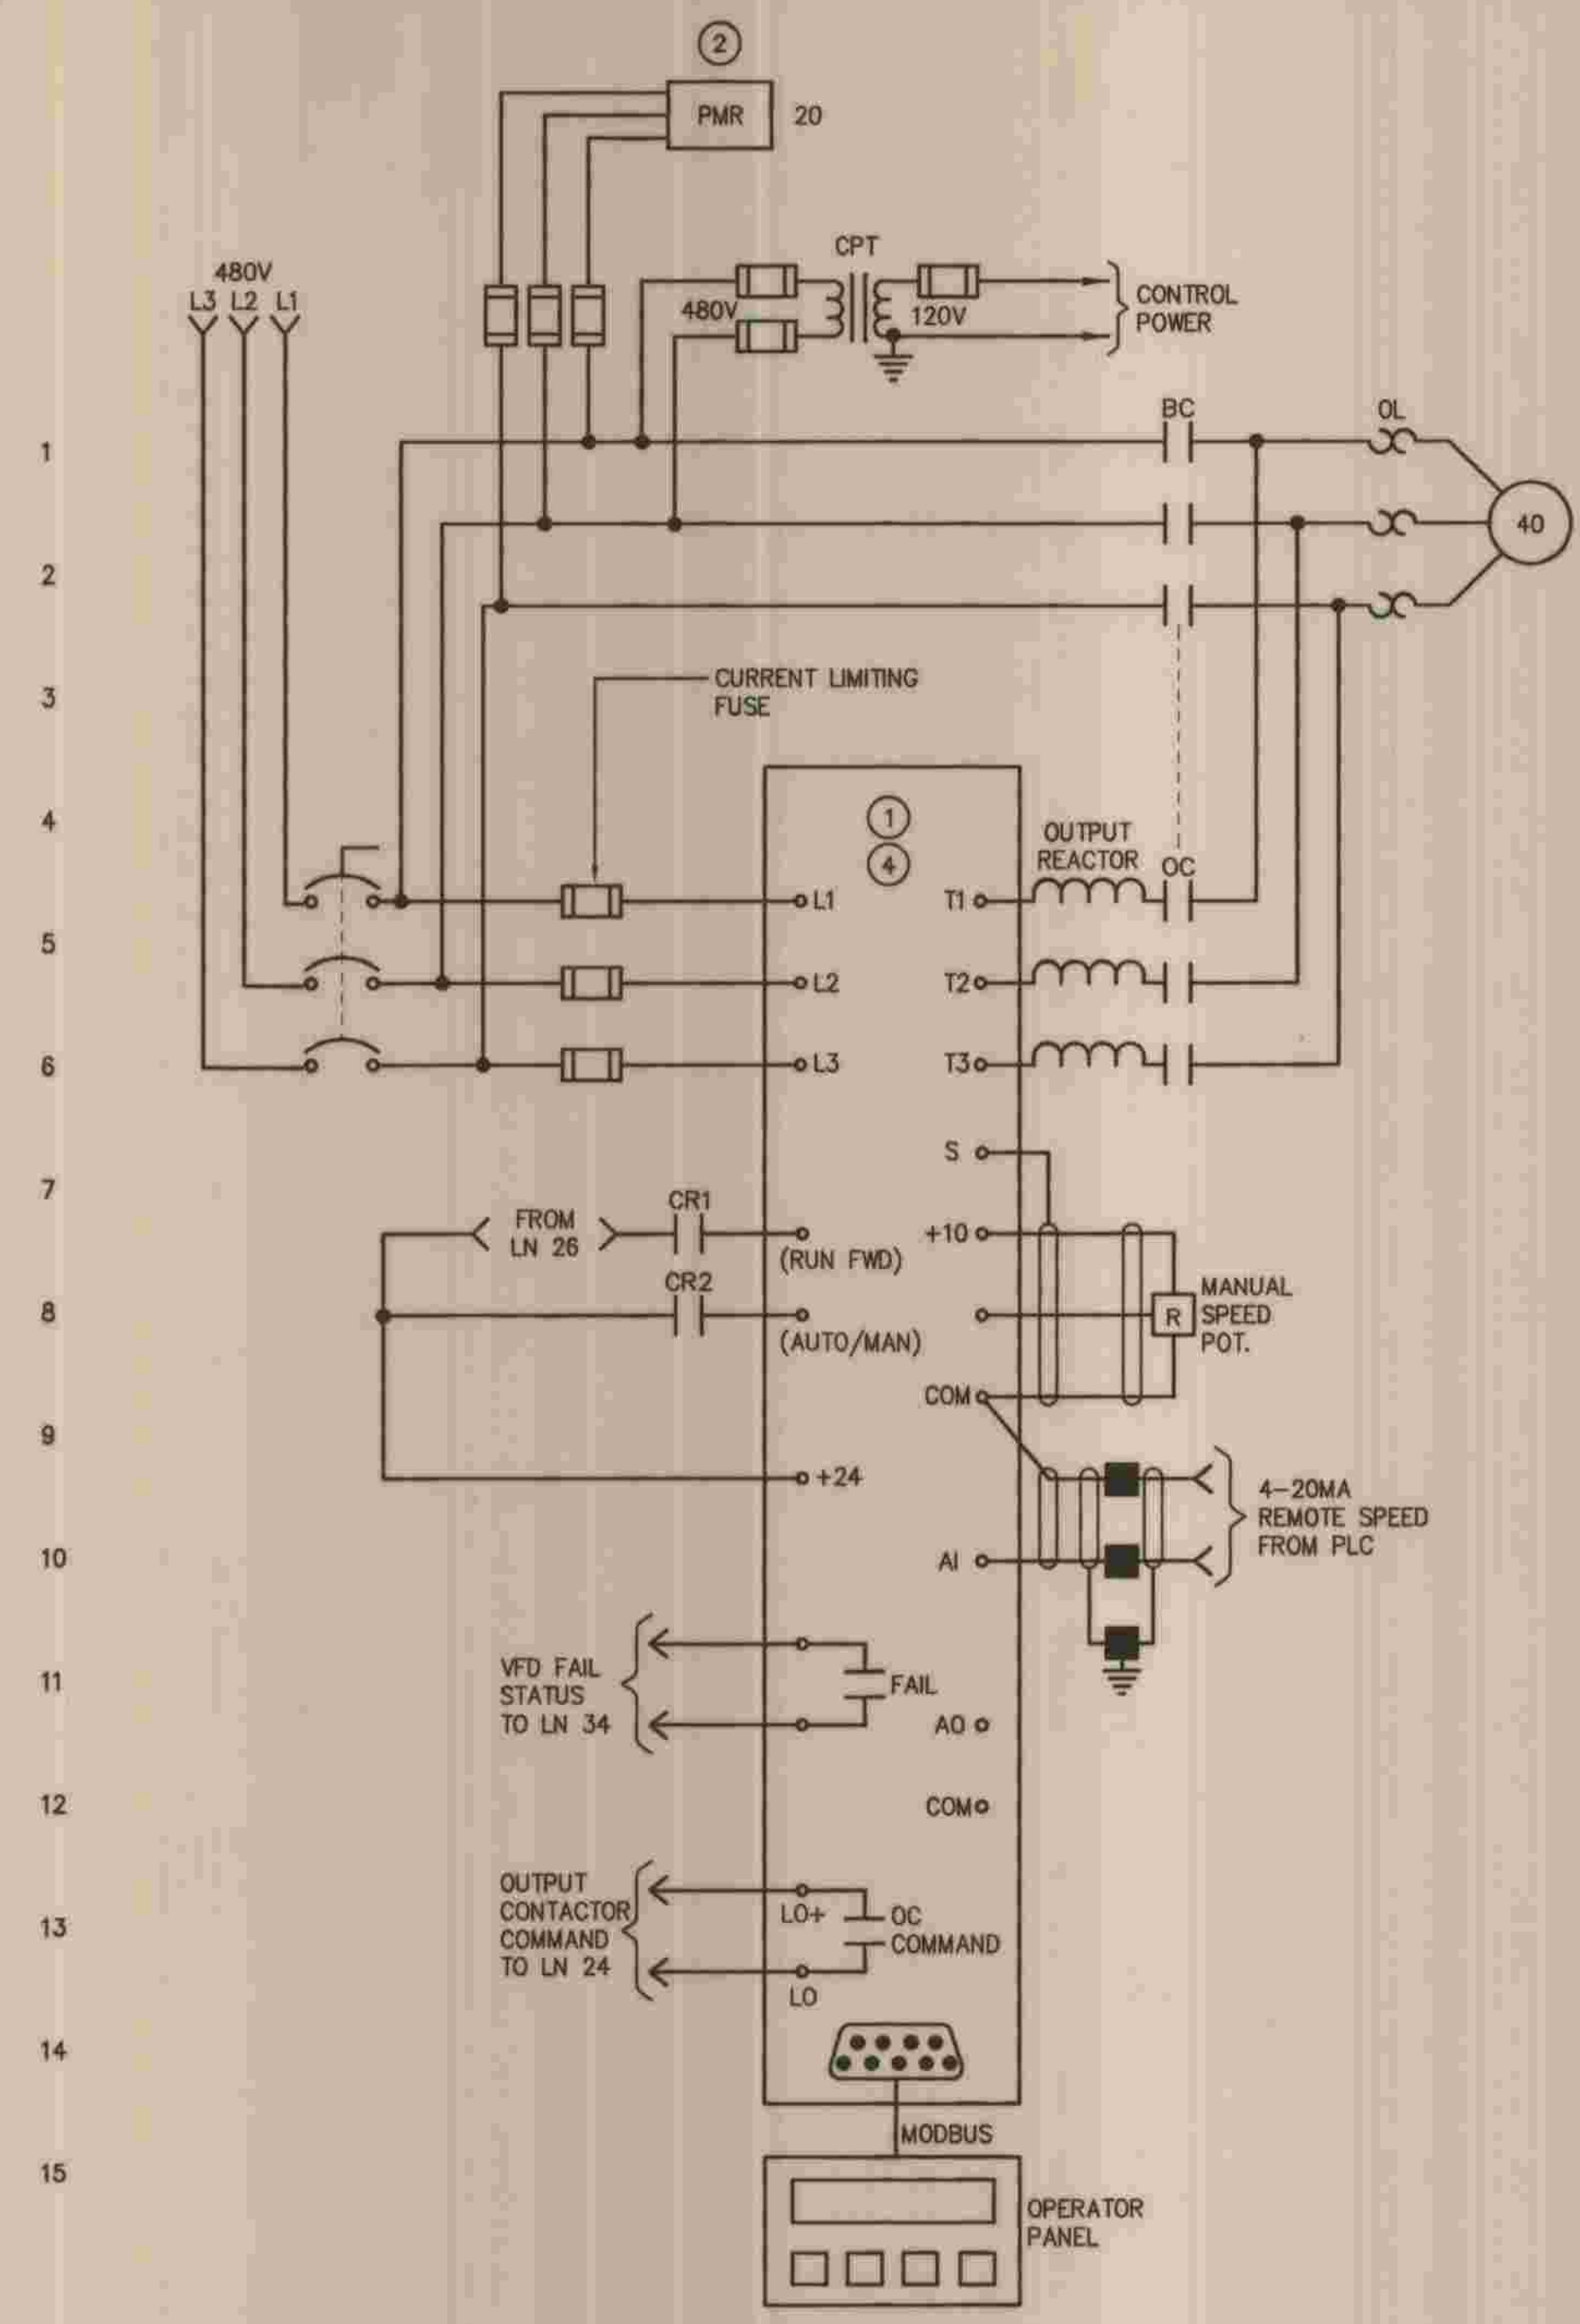 2
PMR 20
CPT
480V
L3 L2 L1
480V
120V
CONTROL
POWER
BC
OL
1
40
2
CURRENT LIMITING
FUSE
3
1
4
4
OUTPUT
REACTOR
OC
L1
T1
5
L2
T2
6
L3
T3
S
7
CR1
FROM
LN 26
+10
(RUN FWD)
CR2
MANUAL
SPEED
POT.
8
R
(AUTO/MAN)
COM
9
+24
4-20MA
REMOTE SPEED
FROM PLC
10
AI
VFD FAIL
STATUS
TO LN 34
11
FAIL
AO
12
COM
OUTPUT
CONTACTOR
COMMAND
TO LN 24
13
LO+
OC
COMMAND
LO
14
MODBUS
15
OPERATOR
PANEL